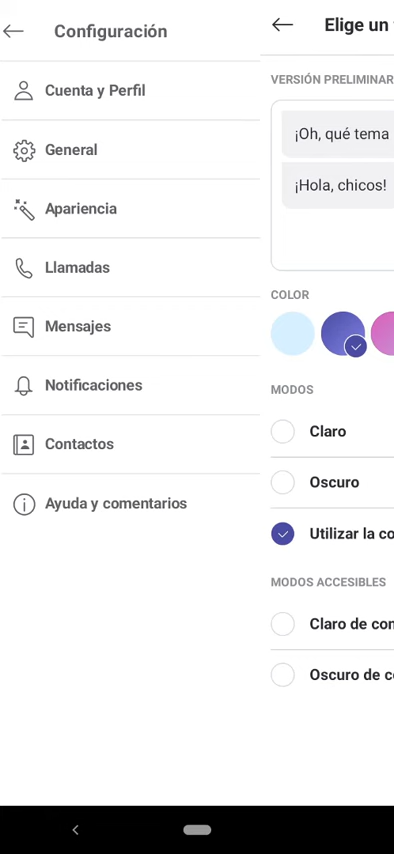 Configuración
Cuenta y Perfil
General
Apariencia
Llamadas
Mensajes
Notificaciones
Contactos
Ayuda y comentarios
Elige un
VERSIÓN PRELIMINAR
¡Oh, qué tema
¡Hola, chicos!
COLOR
MODOS
Claro
Oscuro
Utilizar la co
MODOS ACCESIBLES
Claro de con
Oscuro de c